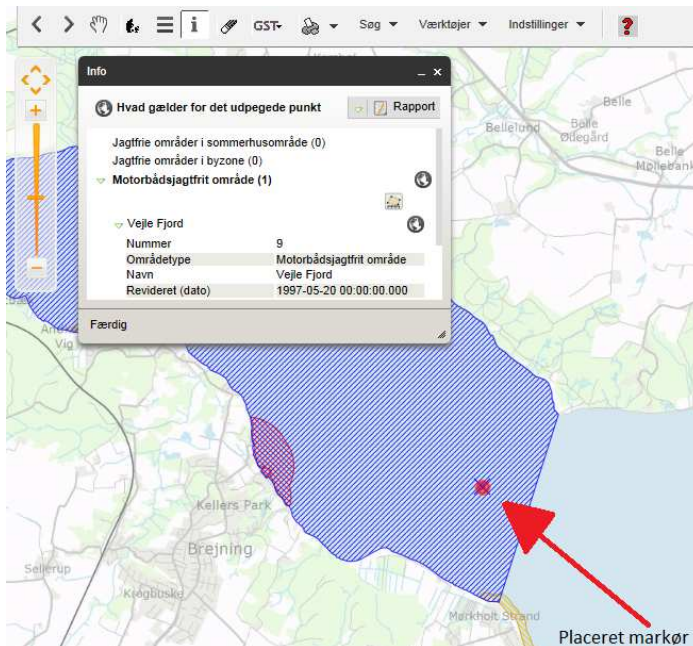 GST
Søg
Værktøjer
Indstillinger
?
Info
Hvad gælder for det udpegede punkt
Rapport
Jagtfrie områder i sommerhusområde (0)
Jagtfrie områder i byzone (0)
Motorbådsjagtfrit område (1)
Vejle Fjord
Nummer 9
Områdetype Motorbådsjagtfrit område
Navn Vejle Fjord
Revideret (dato) 1997-05-20 00:00:00.000
Færdig
Bellelund
Belle
Belle
Ødegård
Belle
Møllebank
Vig
Kellers Park
Brejning
Sellerup
Krogbuske
Mørkholt Strand
Placeret markør